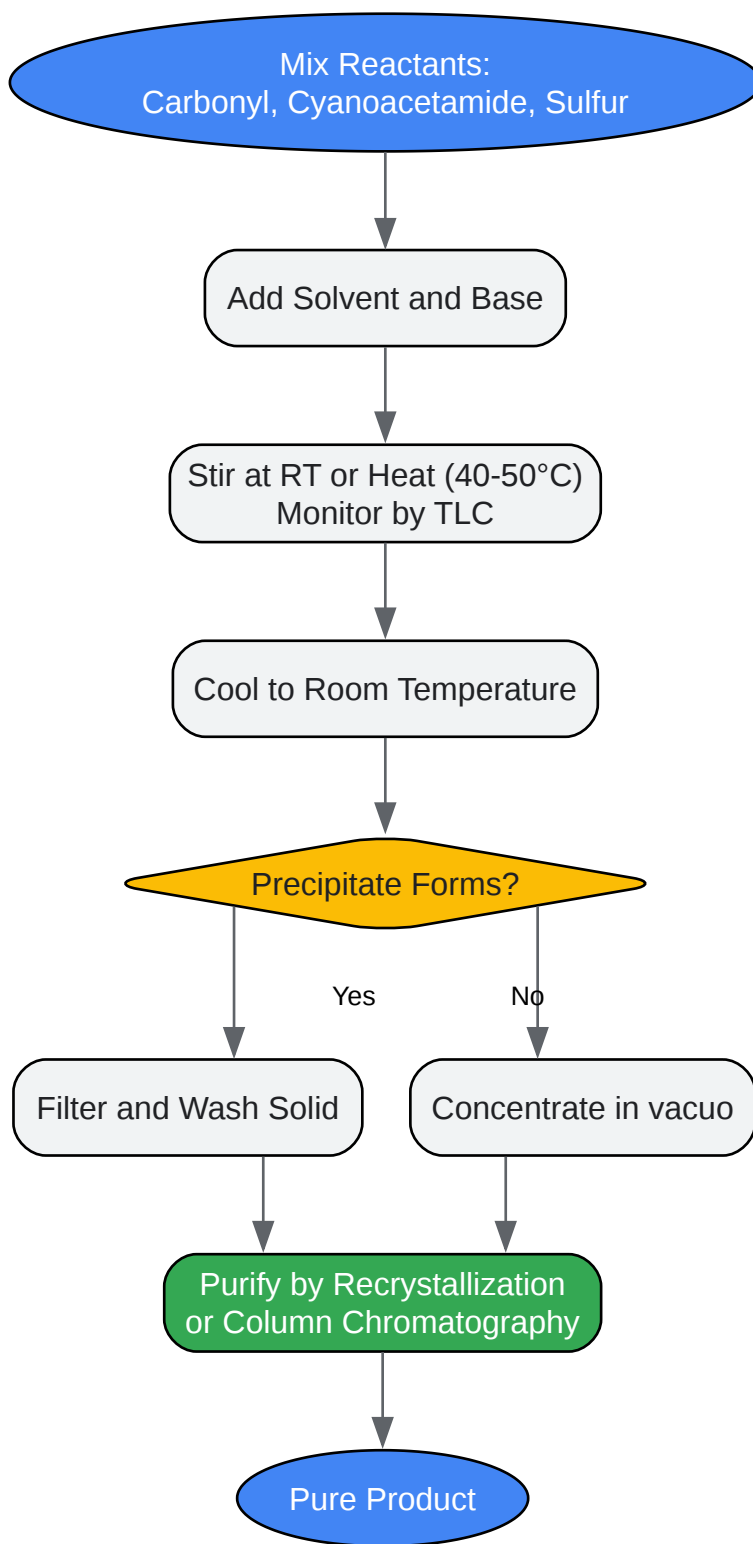 Mix Reactants:
Carbonyl, Cyanoacetamide, Sulfur
Add Solvent and Base
Stir at RT or Heat (40-50°C)
Monitor by TLC
Cool to Room Temperature
Precipitate Forms?
Yes
No
Filter and Wash Solid
Concentrate in vacuo
Purify by Recrystallization
or Column Chromatography
Pure Product